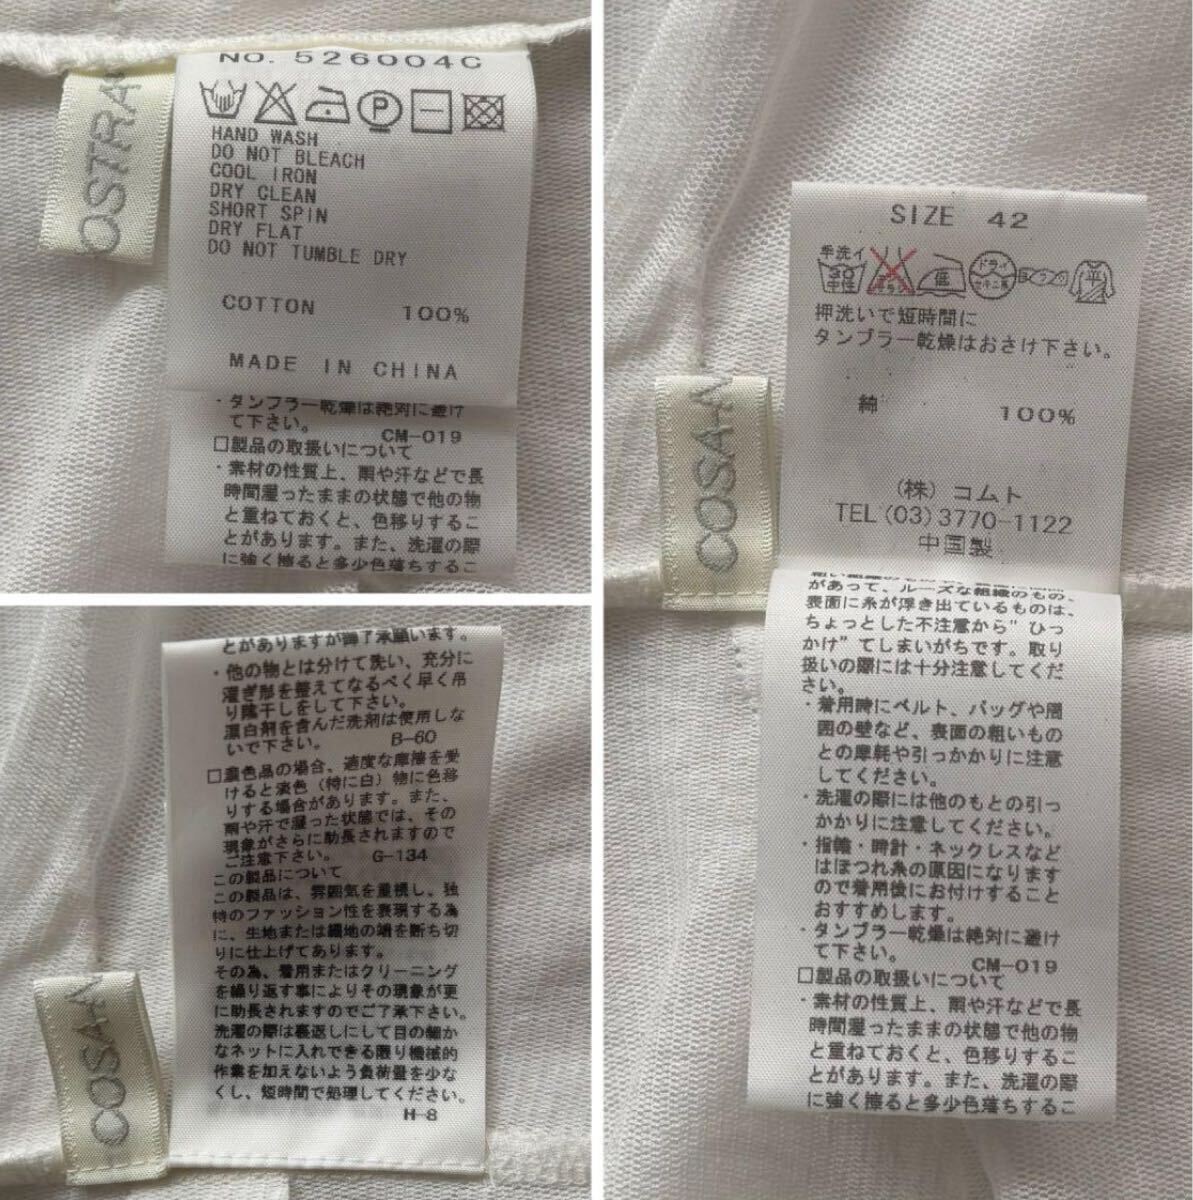 NO. 526004C
HAND WASH
DO NOT BLEACH
COOL IRON
DRY CLEAN
SHORT SPIN
DRY FLAT
DO NOT TUMBLE DRY
COTTON 100%
MADE IN CHINA
・タンブラー乾燥は絶対に避け
て下さい。 CM-019
□製品の取扱いについて
・素材の性質上、雨や汗などで長
時間湿ったままの状態で他の物
と重ねておくと、色移りするこ
とがあります。また、洗濯の際
に強く擦ると多少色落ちするこ
OSTRA
とがありますが御了承願います。
・他の物とは分けて洗い、充分に
濯ぎ形を整えてなるべく早く吊
り陰干しをして下さい。
漂白剤を含んだ洗剤は使用しな
いで下さい。 B-60
□濃色品の場合、過度な摩擦を受
けると淡色（特に白）物に色移
りする場合があります。また、
雨や汗で湿った状態では、その
現象がさらに助長されますので
ご注意下さい。 G-134
この製品について
この製品は、雰囲気を重視し、独
特のファッション性を表現する為
に、生地または編地の端を断ち切
りに仕上げてあります。
その為、着用またはクリーニング
を繰り返す事によりその現象が更
に助長されますのでご了承下さい。
洗濯の際は裏返しにして目の細か
なネットに入れできる限り機械的
作業を加えないよう負荷量を少な
くし、短時間で処理してください。
H-8
COSAN
SIZE 42
手洗イ
30
中性
低
ドライ
セキユ系
平
押洗いで短時間に
タンブラー乾燥はおさけ下さい。
綿 100%
(株) コムト
TEL (03) 3770-1122
中国製
COSAN
があって、ルーズな組織のもの、
表面に糸が浮き出ているものは、
ちょっとした不注意から"ひっ
かけ"てしまいがちです。取り
扱いの際には十分注意してくだ
さい。
・着用時にベルト、バッグや周
囲の壁など、表面の粗いもの
との摩耗や引っかかりに注意
してください。
・洗濯の際には他のもとの引っ
かかりに注意してください。
・指輪・時計・ネックレスなど
はほつれ糸の原因になります
ので着用後にお付けすること
おすすめします。
・タンブラー乾燥は絶対に避け
て下さい。 CM-019
□製品の取扱いについて
・素材の性質上、雨や汗などで長
時間湿ったままの状態で他の物
と重ねておくと、色移りするこ
とがあります。また、洗濯の際
に強く擦ると多少色落ちするこ